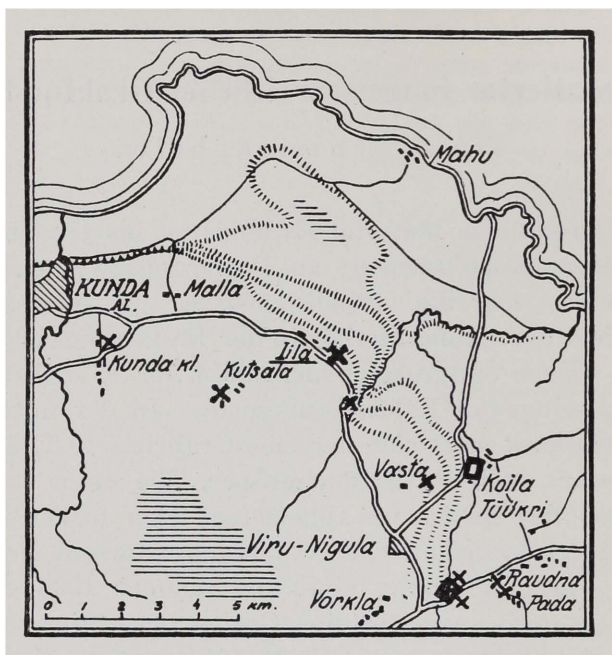 Mahu
KUNDA
AL.
Malla
Iila
Kunda kl.
Kutsala
Vasta
Koila
Tüükri
Viru-Nigula
Raudna
Pada
Võrkla
0 1 2 3 4 5 km.